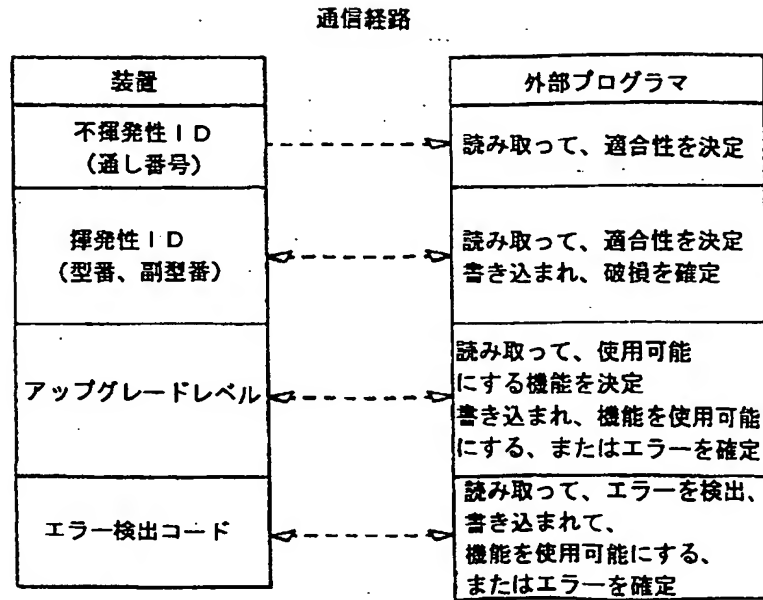 通信経路
装置
外部プログラマ
不揮発性ID
(通し番号)
読み取って、適合性を決定
揮発性ID
(型番、副型番)
読み取って、適合性を決定
書き込まれ、破損を確定
アップグレードレベル
読み取って、使用可能
にする機能を決定
書き込まれ、機能を使用可能
にする、またはエラーを確定
エラー検出コード
読み取って、エラーを検出、
書き込まれて、
機能を使用可能にする、
またはエラーを確定